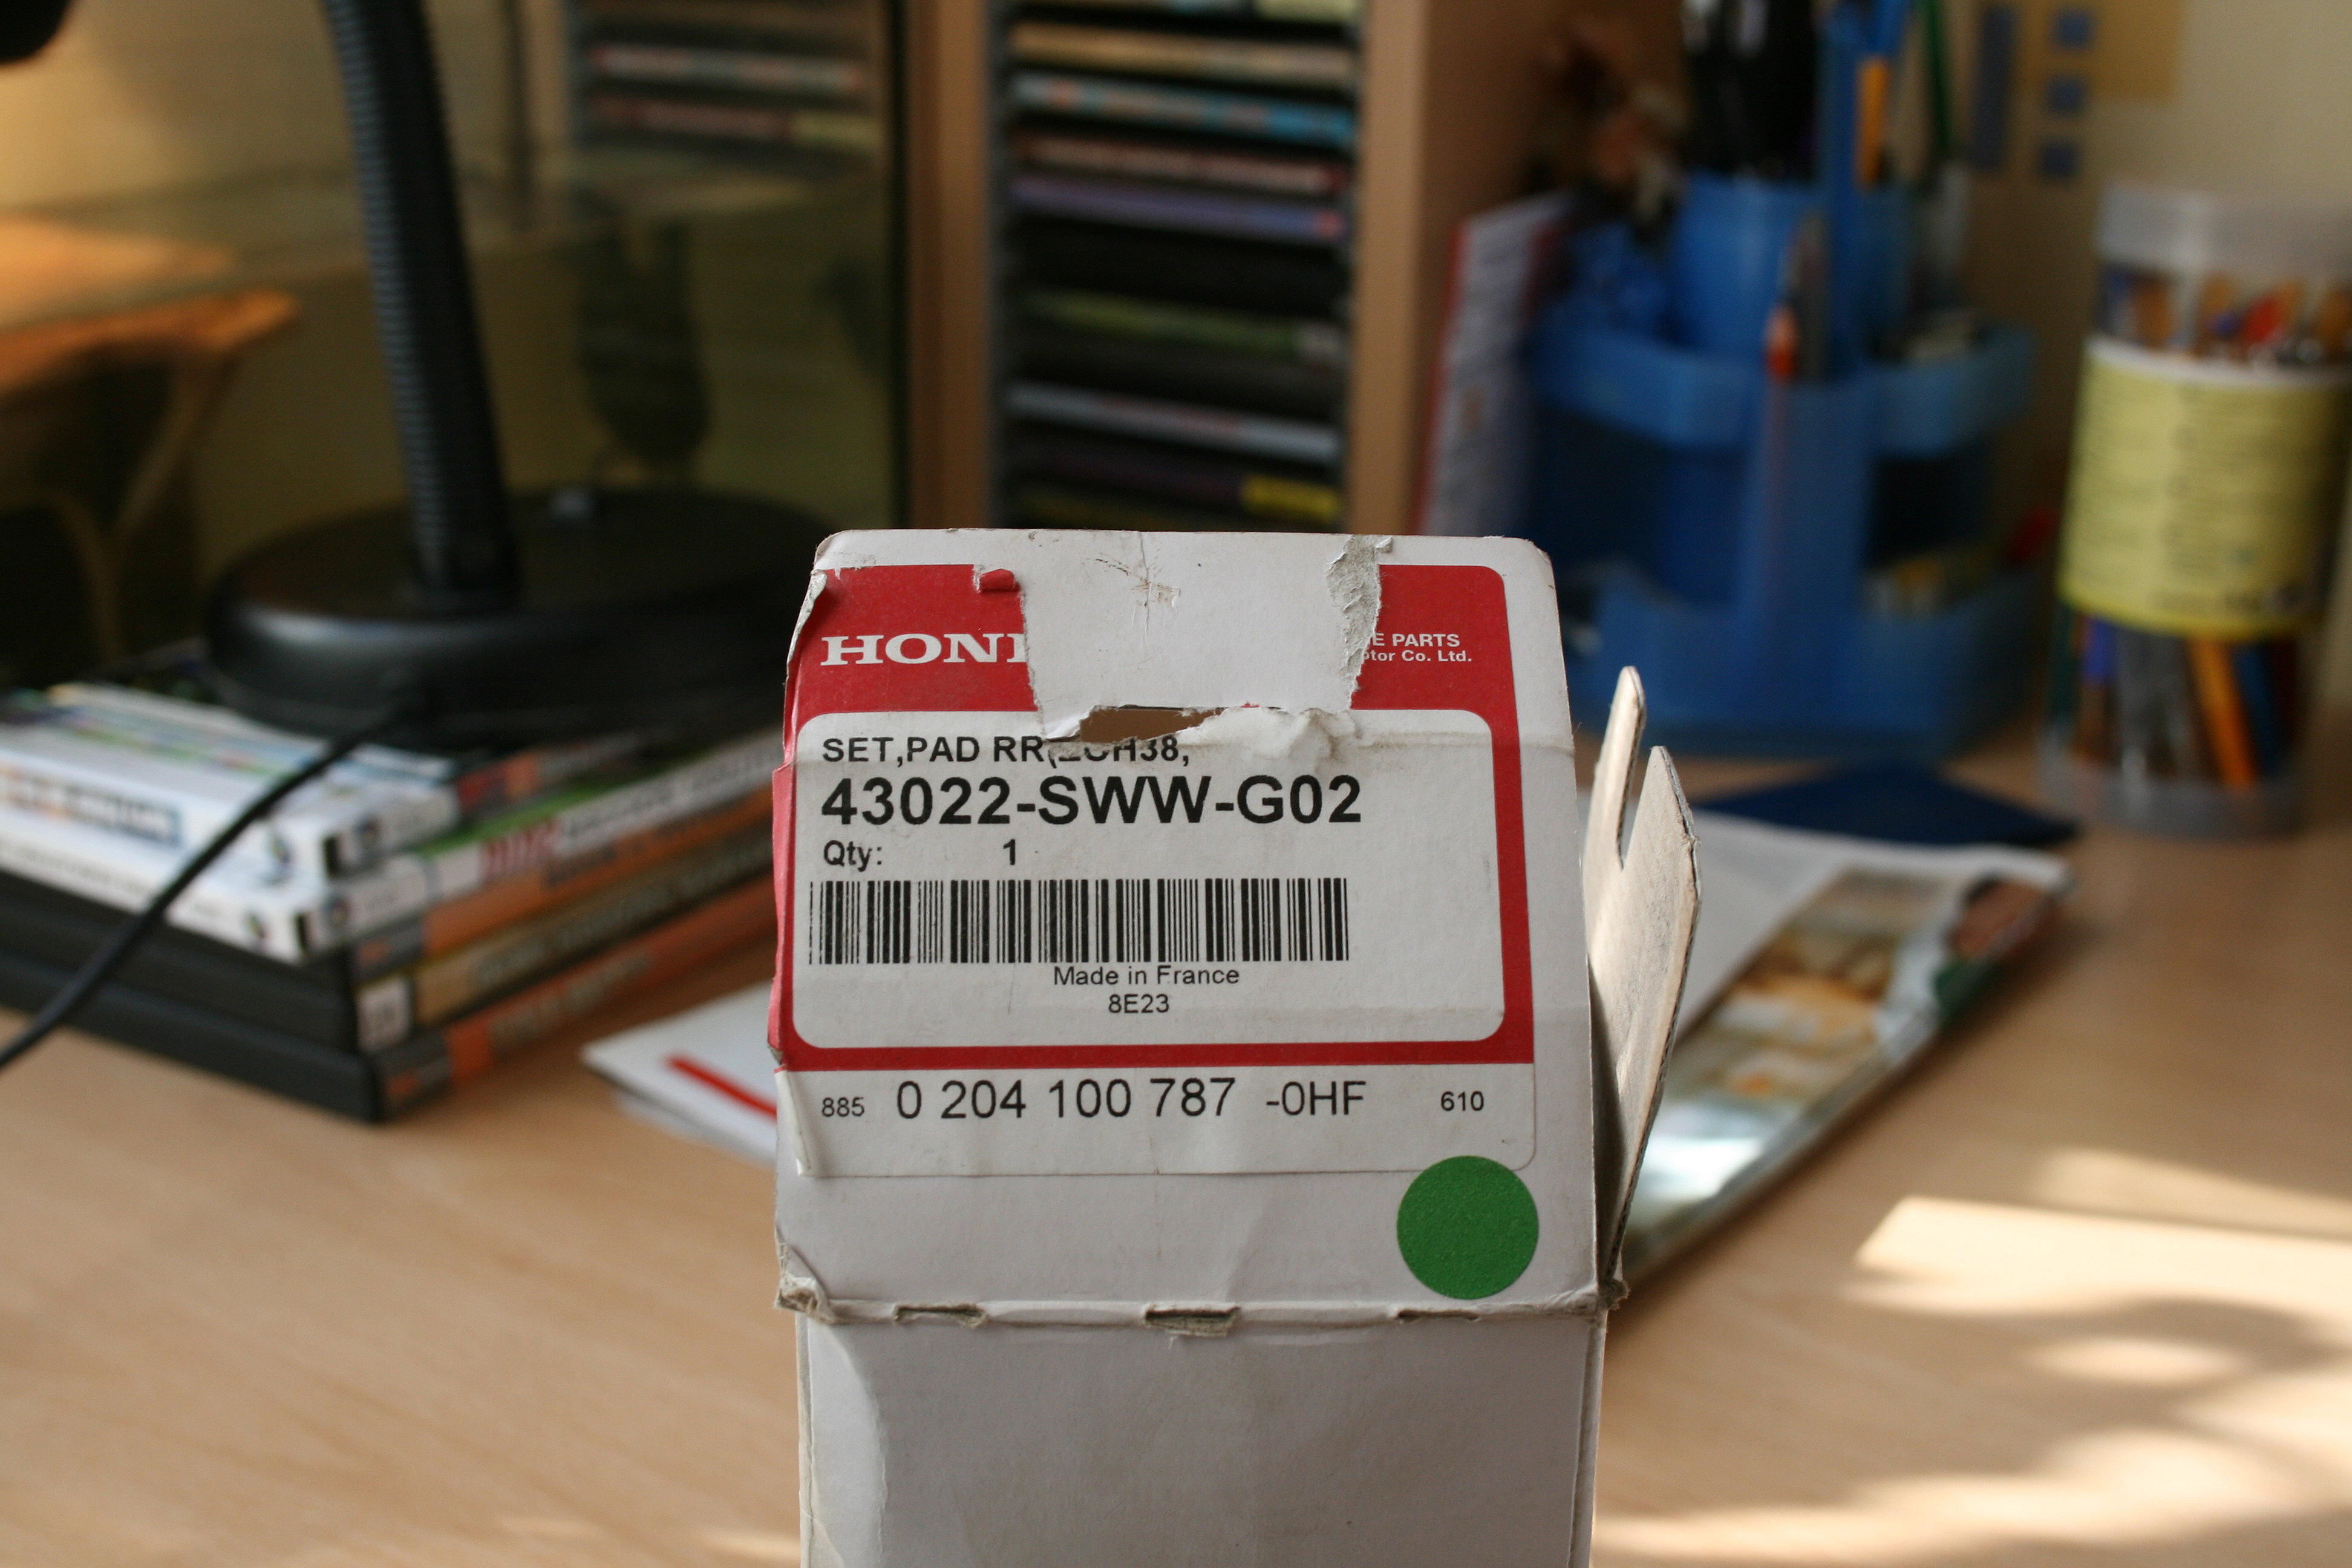 HON
E PARTS
otor Co. Ltd.
SET,PAD RR
43022-SWW-G02
Qty: 1
Made in France
8E23
885 0 204 100 787 -0HF 610